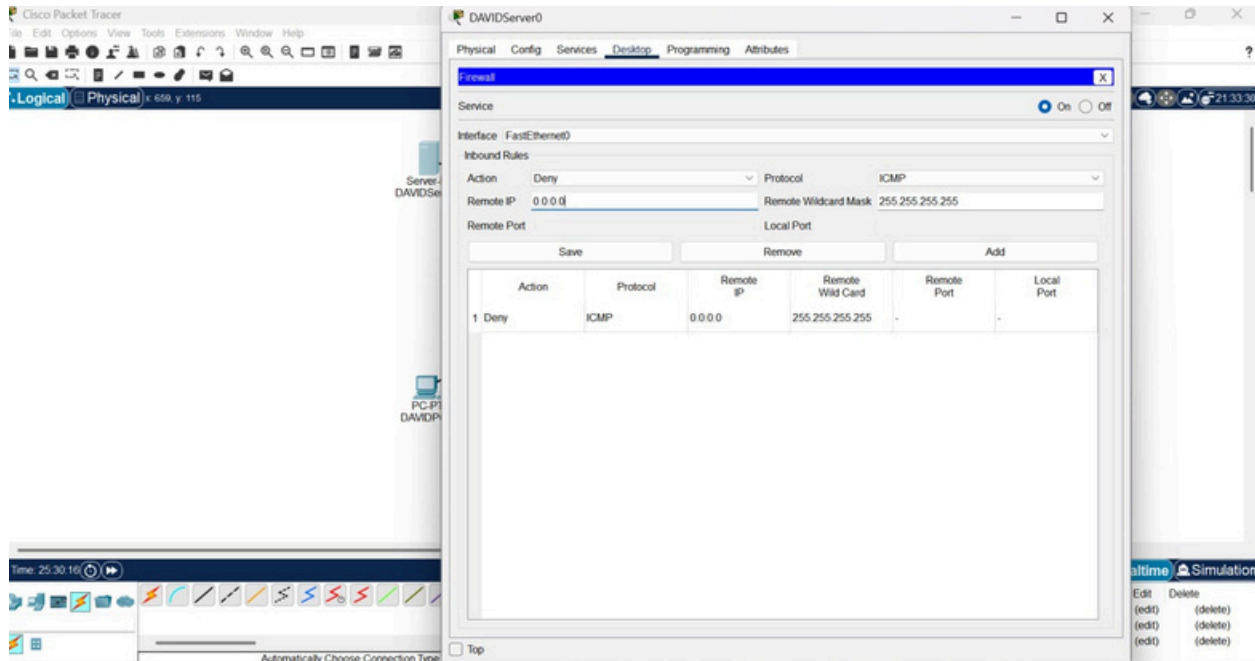 Cisco Packet Tracer
Edit Options View Tools Extensions Window Help
Logical Physical x: 659, y: 115
DAVIDServer0
Physical Config Services Desktop Programming Attributes
?
Firewall X
Service On Off
21:33:30
Interface FastEthernet0
Inbound Rules
Action Deny Protocol ICMP
Remote IP 0.0.0.0 Remote Wildcard Mask 255.255.255.255
Remote Port Local Port
Save Remove Add
Action Protocol Remote IP Remote Wild Card Remote Port Local Port
1 Deny ICMP 0.0.0.0 255.255.255.255 - -
Server-
DAVIDSe
PC-PT
DAVIDP
Time: 25:30:16
altime Simulation
Edit Delete
(edit) (delete)
(edit) (delete)
(edit) (delete)
Top
Automatically Choose Connection Type